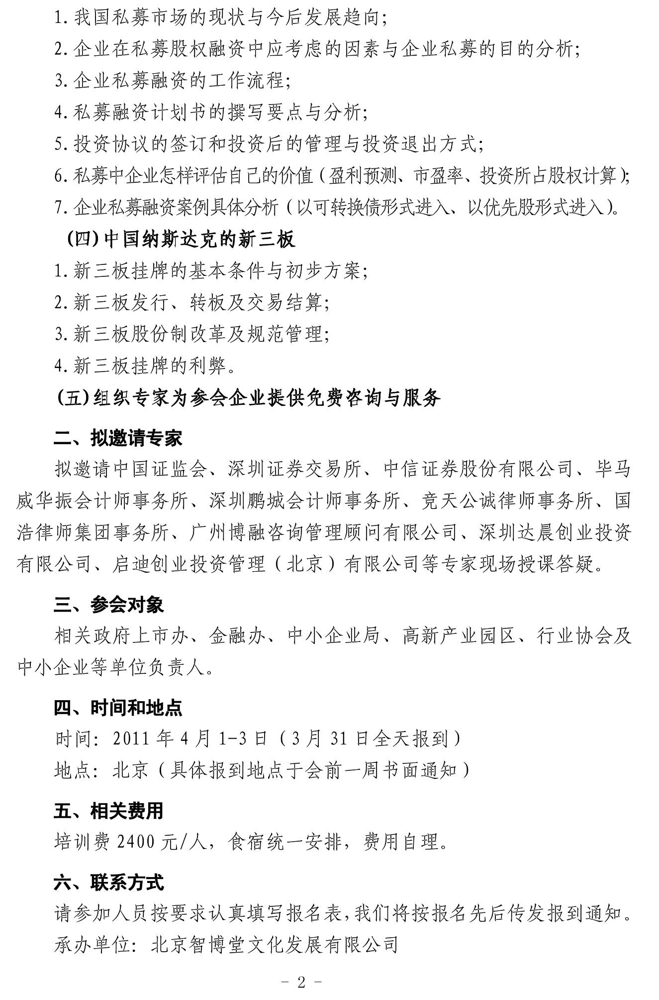 1. 我国私募市场的现状与今后发展趋向;
2. 企业在私募股权融资中应考虑的因素与企业私募的目的分析;
3. 企业私募融资的工作流程;
4. 私募融资计划书的撰写要点与分析;
5. 投资协议的签订和投资后的管理与投资退出方式;
6. 私募中企业怎样评估自己的价值(盈利预测、市盈率、投资所占股权计算);
7. 企业私募融资案例具体分析(以可转换债形式进入、以优先股形式进入)。
(四)中国纳斯达克的新三板
1. 新三板挂牌的基本条件与初步方案;
2. 新三板发行、转板及交易结算;
3. 新三板股份制改革及规范管理;
4. 新三板挂牌的利弊。
(五)组织专家为参会企业提供免费咨询与服务
二、拟邀请专家
拟邀请中国证监会、深圳证券交易所、中信证券股份有限公司、毕马
威华振会计师事务所、深圳鹏城会计师事务所、竞天公诚律师事务所、国
浩律师集团事务所、广州博融咨询管理顾问有限公司、深圳达晨创业投资
有限公司、启迪创业投资管理(北京)有限公司等专家现场授课答疑。
三、参会对象
相关政府上市办、金融办、中小企业局、高新产业园区、行业协会及
中小企业等单位负责人。
四、时间和地点
时间: 2011 年 4 月 1-3 日(3 月 31 日全天报到)
地点: 北京(具体报到地点于会前一周书面通知)
五、相关费用
培训费 2400 元/人, 食宿统一安排, 费用自理。
六、联系方式
请参加人员按要求认真填写报名表,我们将按报名先后传发报到通知。
承办单位: 北京智博堂文化发展有限公司
- 2 -